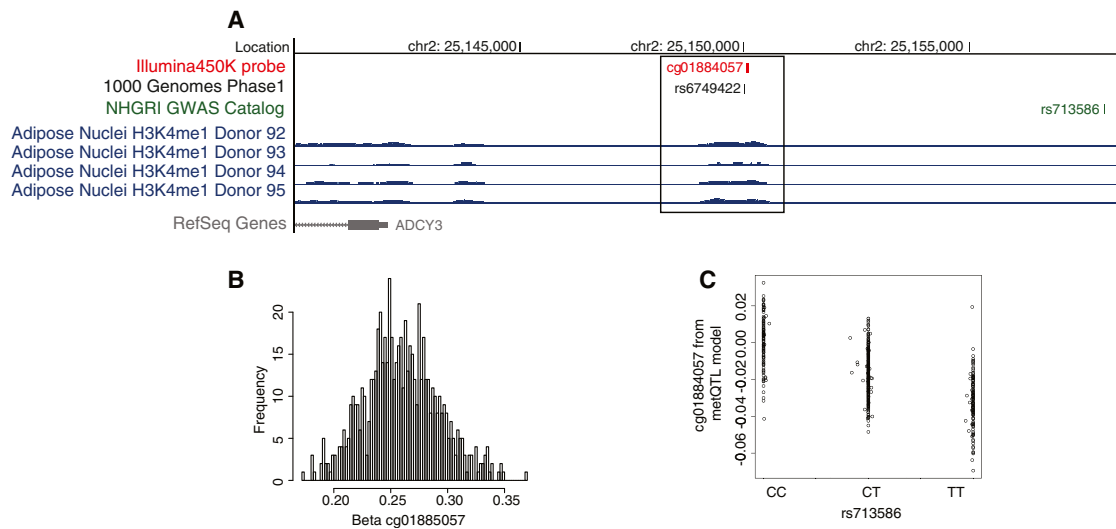 A
Location
chr2: 25,145,000
chr2: 25,150,000
chr2: 25,155,000
Illumina450K probe
cg01884057
1000 Genomes Phase1
rs6749422
NHGRI GWAS Catalog
rs713586
Adipose Nuclei H3K4me1 Donor 92
Adipose Nuclei H3K4me1 Donor 93
Adipose Nuclei H3K4me1 Donor 94
Adipose Nuclei H3K4me1 Donor 95
RefSeq Genes
ADCY3
B
Frequency
20
15
10
5
0
0.20
0.25
0.30
0.35
Beta cg01885057
C
cg01884057 from
metQTL model
0.02
0.00
-0.02
-0.04
-0.06
CC
CT
TT
rs713586